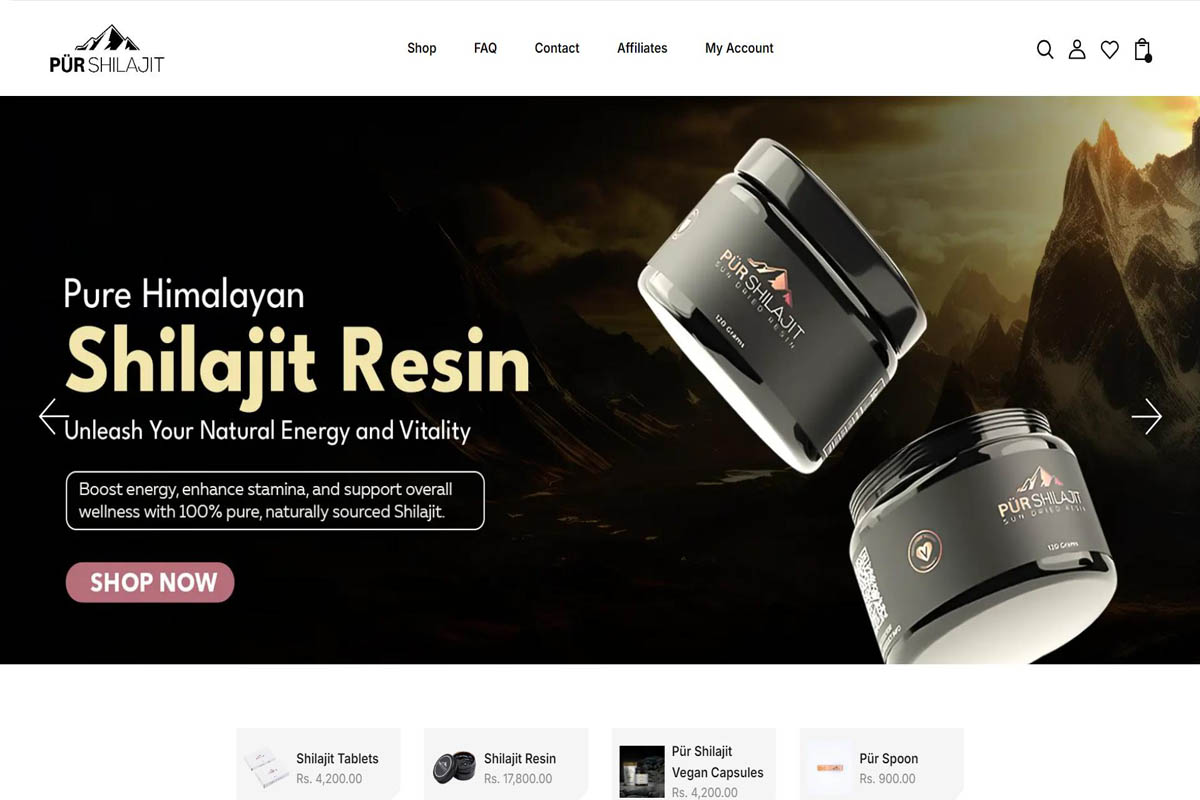 PÜR SHILAJIT
Shop FAQ Contact Affiliates My Account
Pure Himalayan
Shilajit Resin
Unleash Your Natural Energy and Vitality
Boost energy, enhance stamina, and support overall
wellness with 100% pure, naturally sourced Shilajit.
SHOP NOW
PÜR SHILAJIT
SUN DRIED RESIN
120 Grams
PÜR SHILAJIT
SUN DRIED RESIN
120 Grams
Shilajit Tablets
Rs. 4,200.00
Shilajit Resin
Rs. 17,800.00
Pür Shilajit
Vegan Capsules
Rs. 4,200.00
Pür Spoon
Rs. 900.00